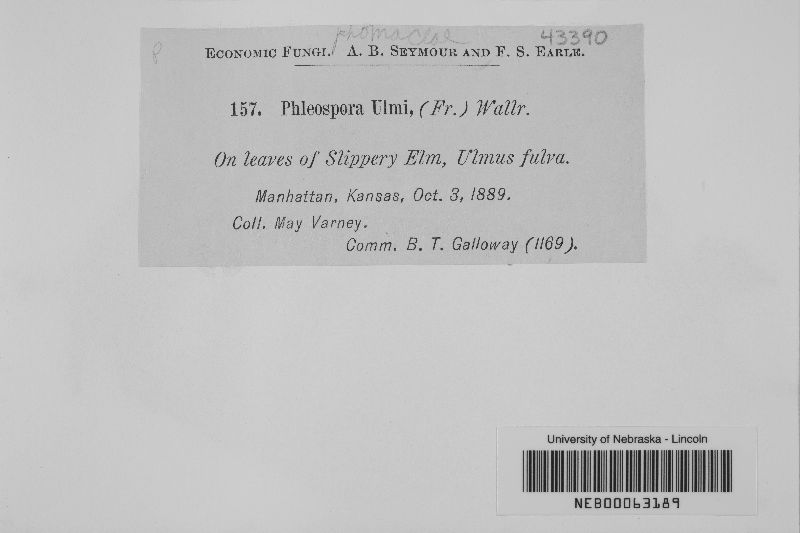 phomaceae
P 43390
ECONOMIC FUNGI. A. B. SEYMOUR AND F. S. EARLE.
157. Phleospora Ulmi, (Fr.) Wallr.
On leaves of Slippery Elm, Ulmus fulva.
Manhattan, Kansas, Oct. 3, 1889.
Coll. May Varney.
Comm. B. T. Galloway (1169).
University of Nebraska - Lincoln
NEB00063189